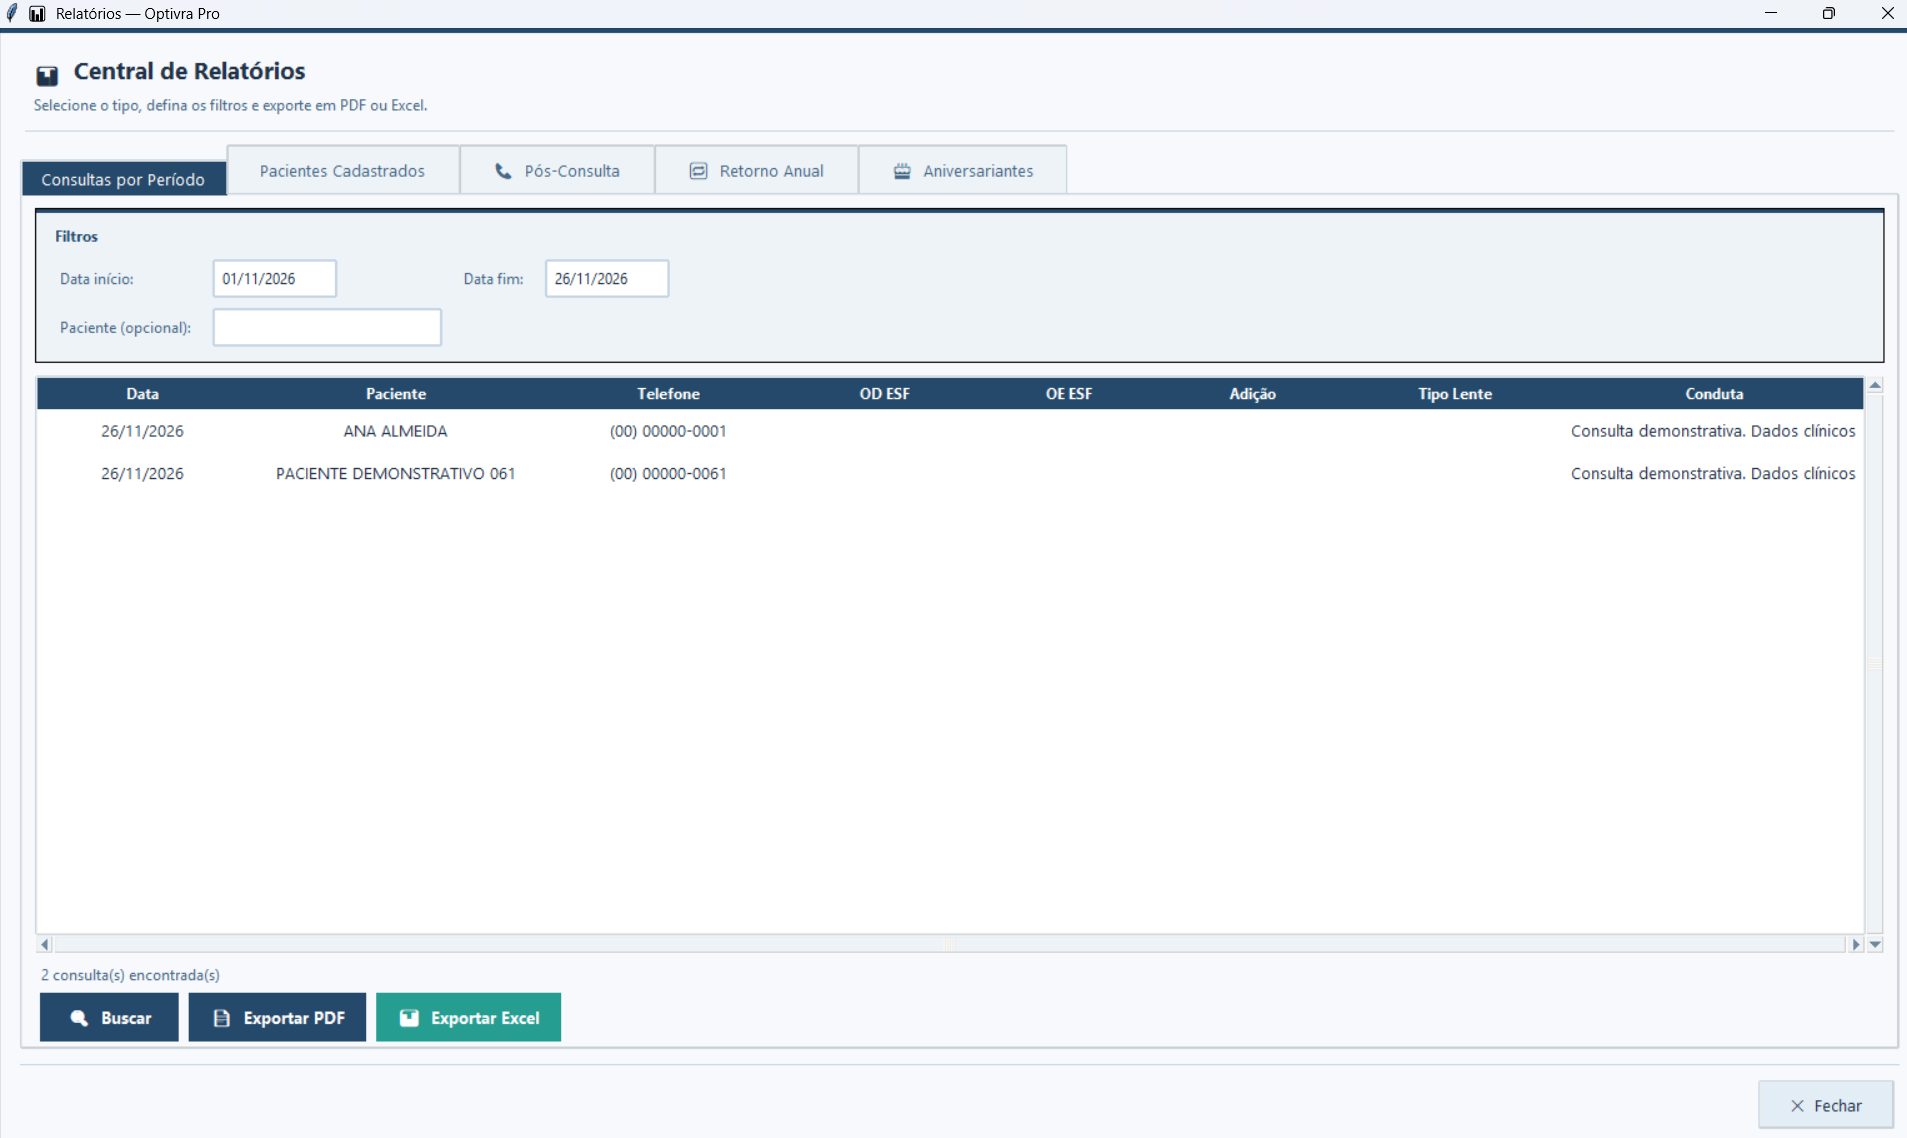 Relatórios — Optivra Pro
Central de Relatórios
Selecione o tipo, defina os filtros e exporte em PDF ou Excel.
Consultas por Período Pacientes Cadastrados Pós-Consulta Retorno Anual Aniversariantes
Filtros
Data início: 01/11/2026 Data fim: 26/11/2026
Paciente (opcional):
Data Paciente Telefone OD ESF OE ESF Adição Tipo Lente Conduta
26/11/2026 ANA ALMEIDA (00) 00000-0001 Consulta demonstrativa. Dados clínicos
26/11/2026 PACIENTE DEMONSTRATIVO 061 (00) 00000-0061 Consulta demonstrativa. Dados clínicos
2 consulta(s) encontrada(s)
Buscar Exportar PDF Exportar Excel
Fechar